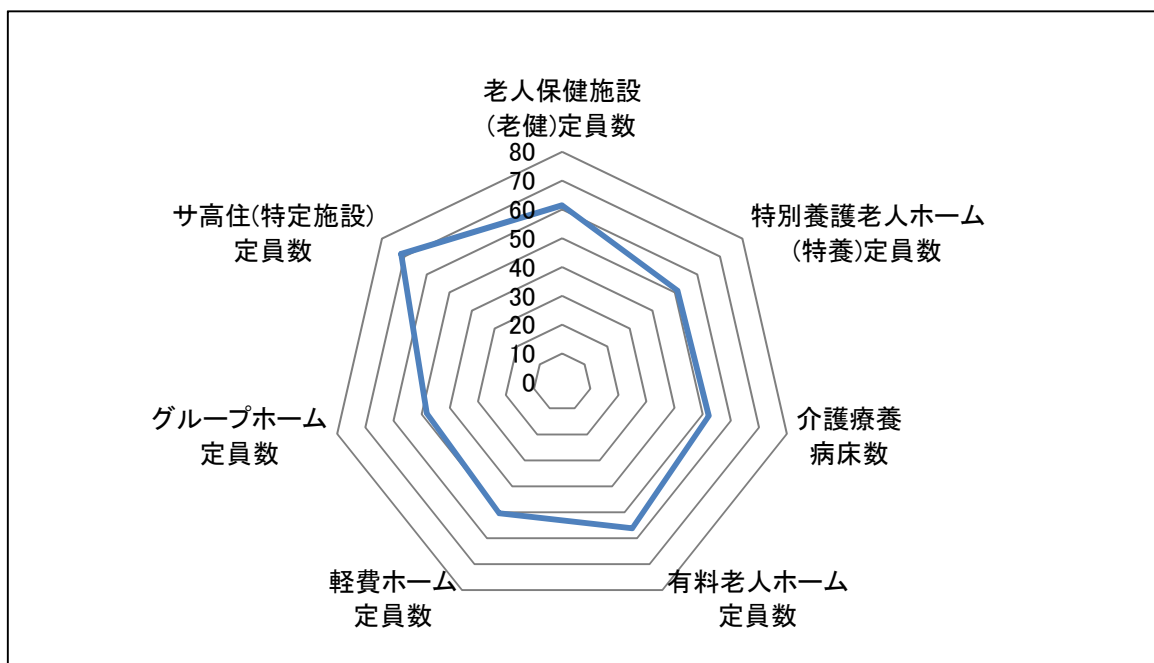 老人保健施設
(老健)定員数
80
70
60
50
40
30
20
10
0
特別養護老人ホーム
(特養)定員数
介護療養
病床数
有料老人ホーム
定員数
軽費ホーム
定員数
グループホーム
定員数
サ高住(特定施設)
定員数